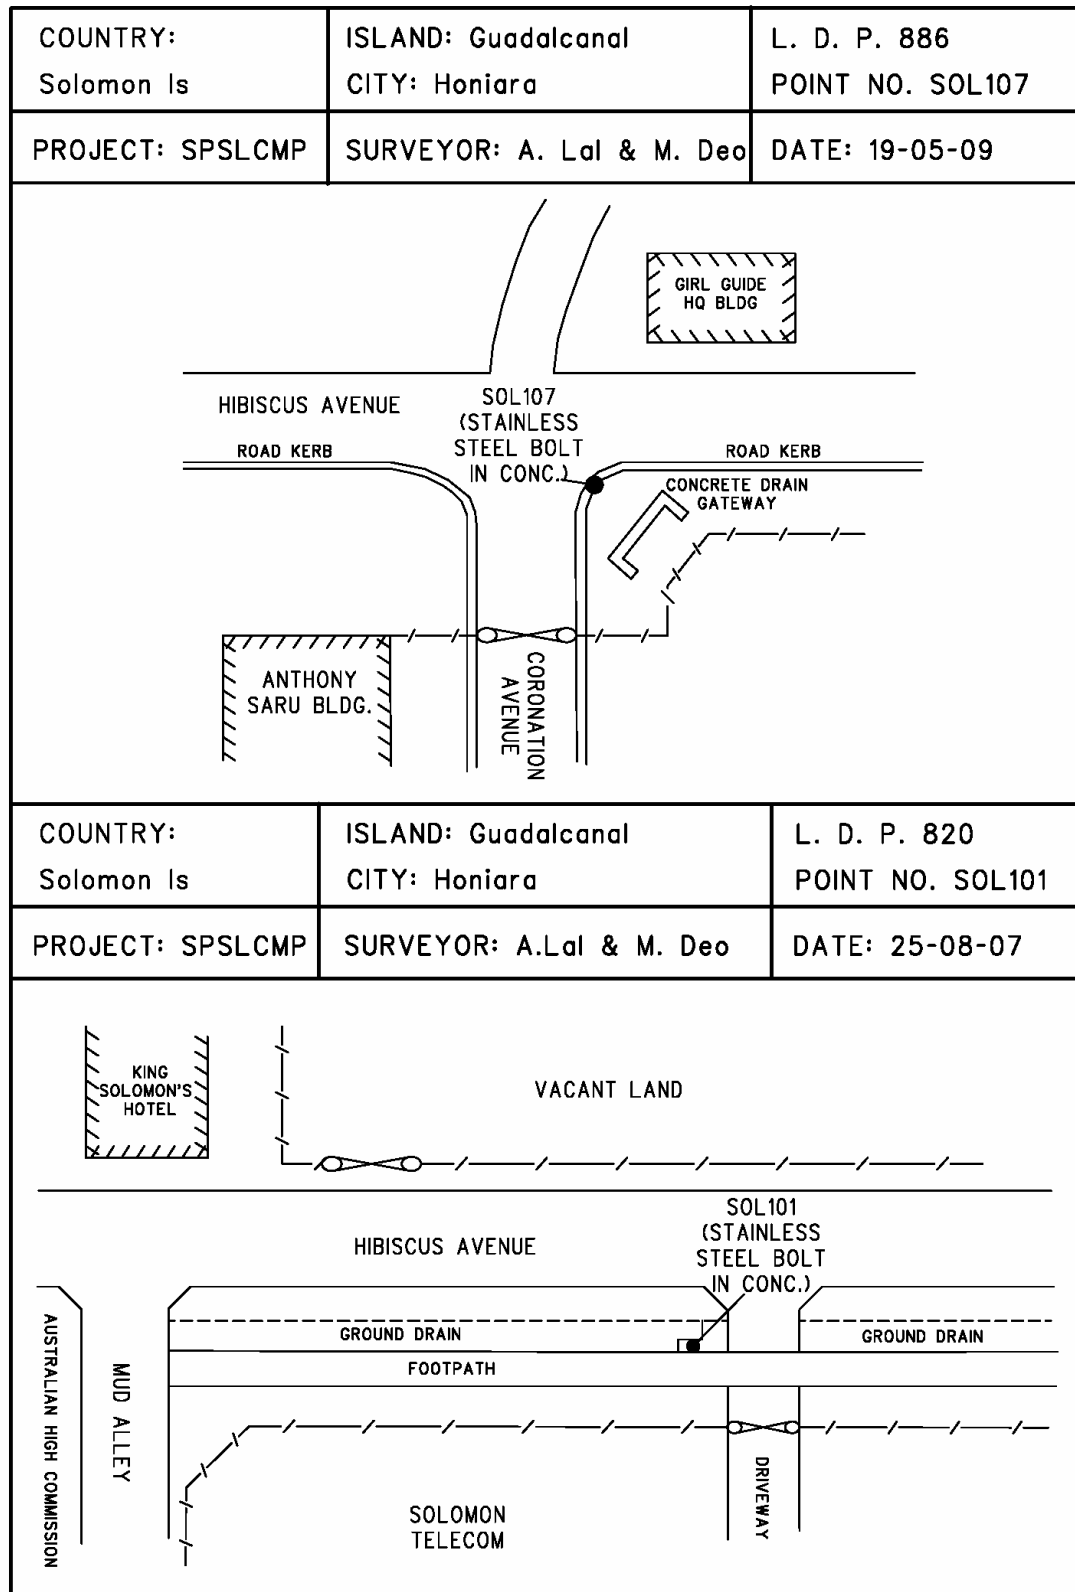 COUNTRY:
Solomon Is
ISLAND: Guadalcanal
CITY: Honiara
L. D. P. 886
POINT NO. SOL107
PROJECT: SPSLCMP
SURVEYOR: A. Lal & M. Deo
DATE: 19-05-09
GIRL GUIDE
HQ BLDG
HIBISCUS AVENUE
SOL107
(STAINLESS
STEEL BOLT
IN CONC.)
ROAD KERB
ROAD KERB
CONCRETE DRAIN
GATEWAY
ANTHONY
SARU BLDG.
CORONATION
AVENUE
COUNTRY:
Solomon Is
ISLAND: Guadalcanal
CITY: Honiara
L. D. P. 820
POINT NO. SOL101
PROJECT: SPSLCMP
SURVEYOR: A.Lal & M. Deo
DATE: 25-08-07
KING
SOLOMON'S
HOTEL
VACANT LAND
HIBISCUS AVENUE
SOL101
(STAINLESS
STEEL BOLT
IN CONC.)
GROUND DRAIN
GROUND DRAIN
FOOTPATH
AUSTRALIAN HIGH COMMISSION
MUD ALLEY
DRIVEWAY
SOLOMON
TELECOM